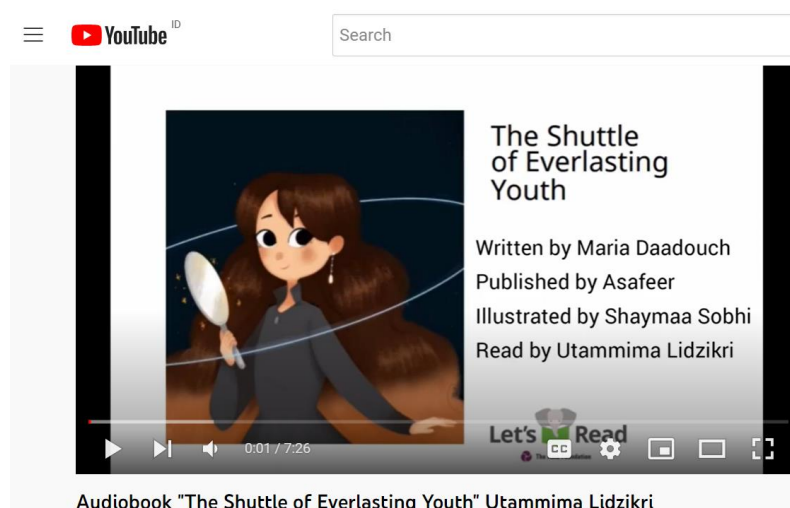 YouTube ID
Search
The Shuttle
of Everlasting
Youth
Written by Maria Daadouch
Published by Asafeer
Illustrated by Shaymaa Sobhi
Read by Utammima Lidzikri
Let's Read
The
0:01 / 7:26
CC
Audiobook "The Shuttle of Everlasting Youth" Utammima Lidzikri